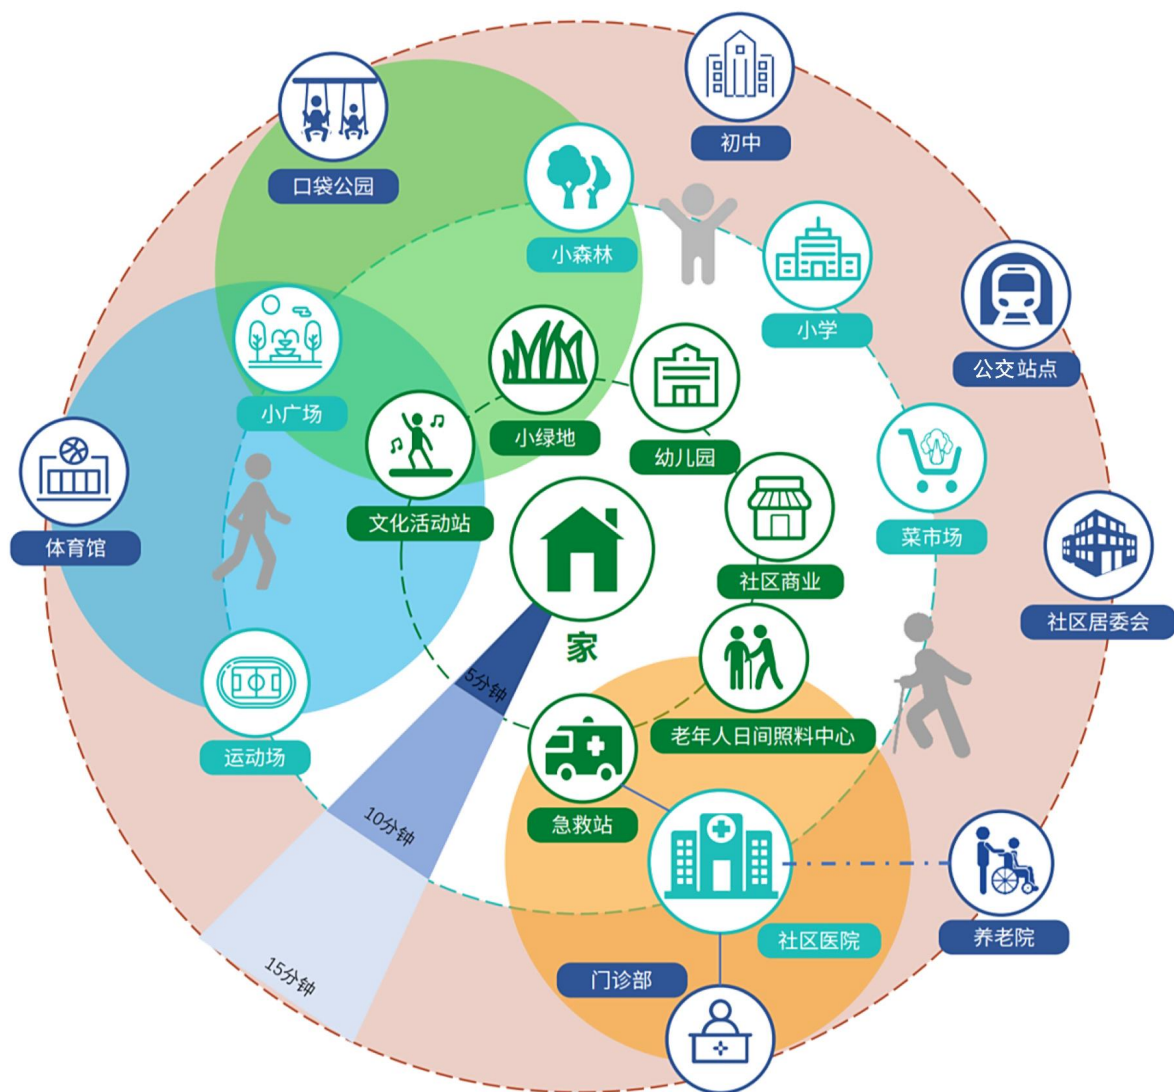 初中
口袋公园
小森林
小学
公交站点
小广场
小绿地
幼儿园
菜市场
文化活动站
体育馆
社区商业
社区居委会
家
5分钟
老年人日间照料中心
运动场
急救站
10分钟
社区医院
养老院
15分钟
门诊部